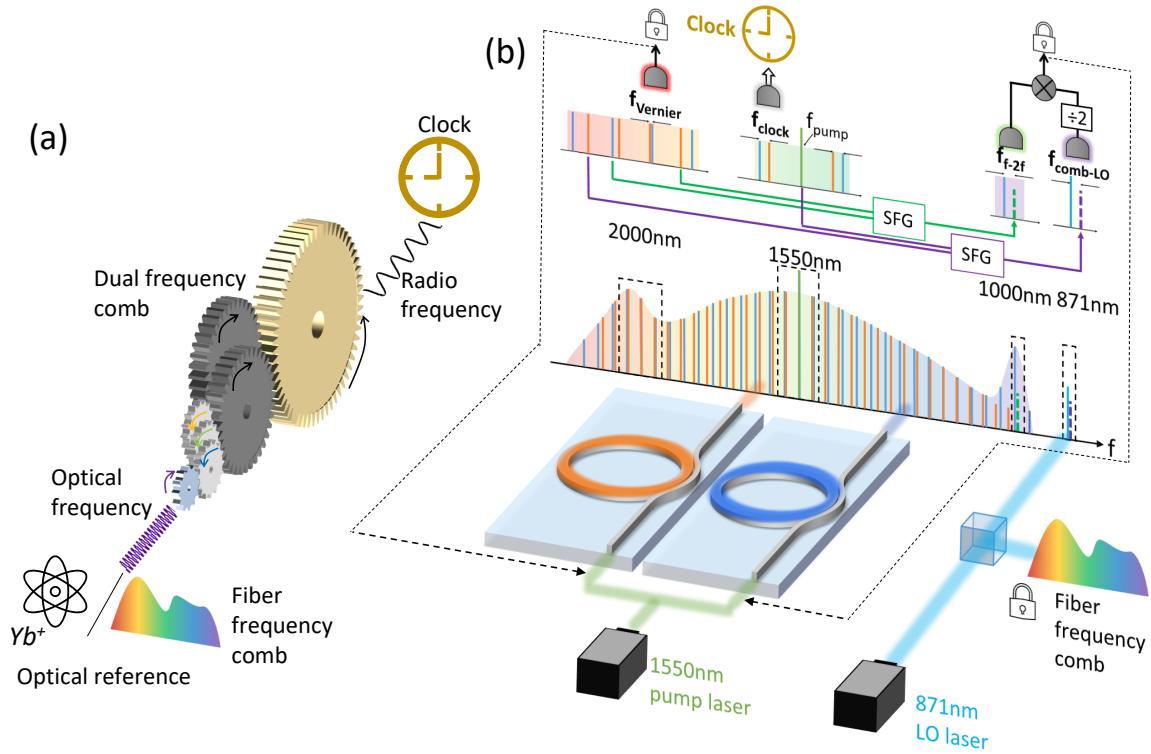 (a)
Clock
Dual frequency
comb
Radio
frequency
Optical
frequency
Yb+
Fiber
frequency
comb
Optical reference
(b)
Clock
fVernier
fclock
fpump
÷2
ff-2f
fcomb-LO
SFG
SFG
2000nm
1550nm
1000nm 871nm
f
Fiber
frequency
comb
1550nm
pump laser
871nm
LO laser